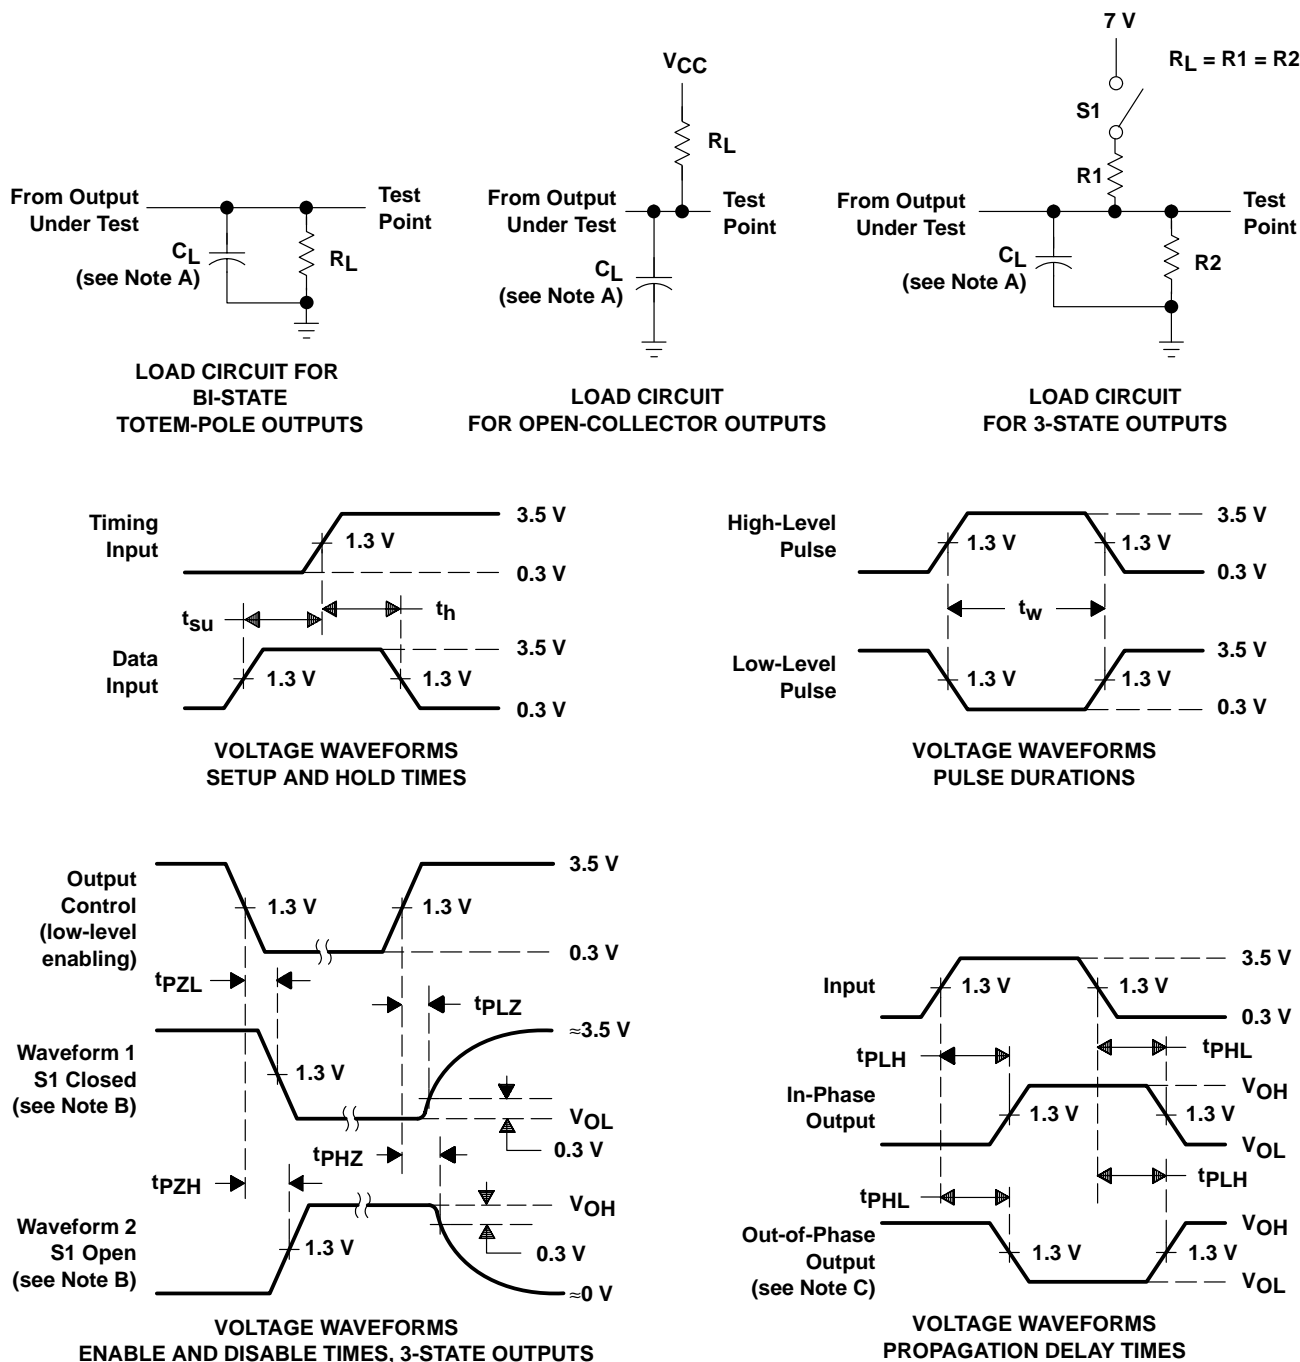 7 V
RL = R1 = R2
S1
R1
From Output
Under Test
Test
Point
CL
(see Note A)
R2
LOAD CIRCUIT
FOR 3-STATE OUTPUTS
VCC
RL
From Output
Under Test
Test
Point
CL
(see Note A)
LOAD CIRCUIT
FOR OPEN-COLLECTOR OUTPUTS
From Output
Under Test
Test
Point
CL
(see Note A)
RL
LOAD CIRCUIT FOR
BI-STATE
TOTEM-POLE OUTPUTS
Timing
Input
1.3 V
3.5 V
0.3 V
tsu
th
Data
Input
1.3 V
1.3 V
3.5 V
0.3 V
VOLTAGE WAVEFORMS
SETUP AND HOLD TIMES
High-Level
Pulse
1.3 V
1.3 V
3.5 V
0.3 V
tw
Low-Level
Pulse
1.3 V
1.3 V
3.5 V
0.3 V
VOLTAGE WAVEFORMS
PULSE DURATIONS
Output
Control
(low-level
enabling)
1.3 V
1.3 V
3.5 V
0.3 V
tPZL
tPLZ
Waveform 1
S1 Closed
(see Note B)
1.3 V
≈3.5 V
VOL
0.3 V
tPHZ
tPZH
Waveform 2
S1 Open
(see Note B)
1.3 V
VOH
0.3 V
≈0 V
VOLTAGE WAVEFORMS
ENABLE AND DISABLE TIMES, 3-STATE OUTPUTS
Input
1.3 V
1.3 V
3.5 V
0.3 V
tPLH
tPHL
In-Phase
Output
1.3 V
1.3 V
VOH
VOL
tPHL
tPLH
Out-of-Phase
Output
(see Note C)
1.3 V
1.3 V
VOH
VOL
VOLTAGE WAVEFORMS
PROPAGATION DELAY TIMES